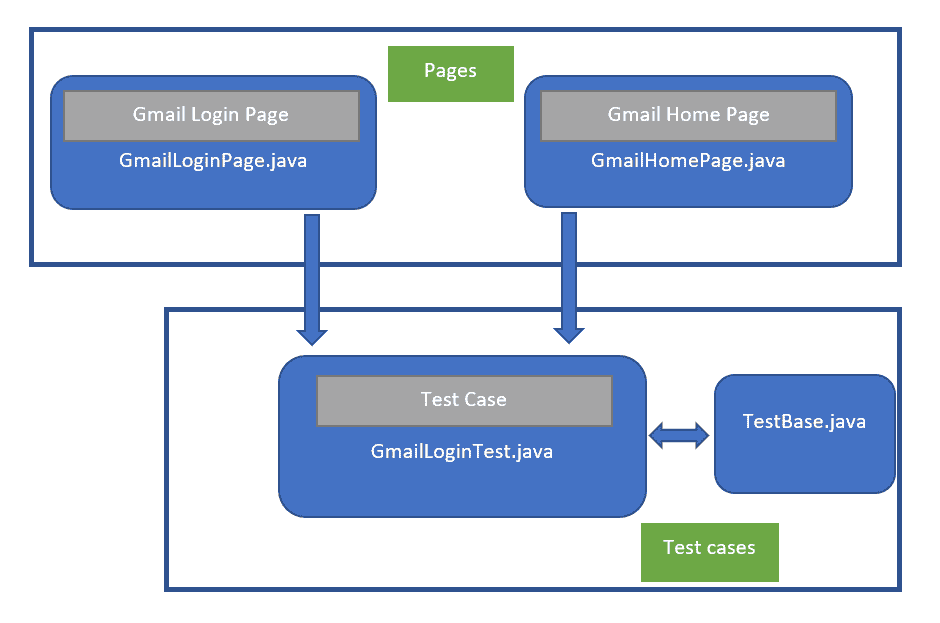 Pages
Gmail Login Page
GmailLoginPage.java
Gmail Home Page
GmailHomePage.java
Test Case
GmailLoginTest.java
TestBase.java
Test cases